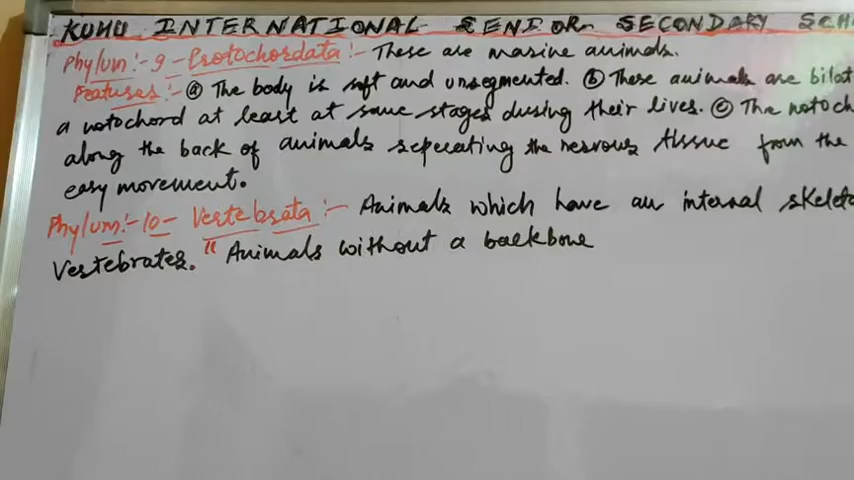 KUHU INTERNATIONAL SENIOR SECONDARY SCH
Phylum:-9-Protochordata:- These are marine animals.
Features:- ⓐ The body is soft and unsegmented. ⓑ These animals are bilat
a notochord at least at some stages during their lives. ⓒ The notoch
along the back of animals seperating the nervous tissue from the
easy movement.
Phylum:-10- Vertebrata:- Animals which have an internal skeleto
Vertebrates. " Animals without a backbone